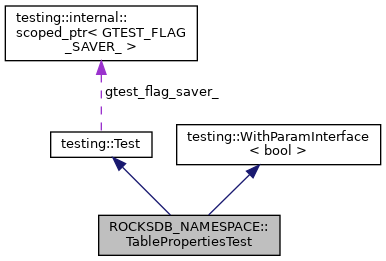 testing::internal::
scoped_ptr< GTEST_FLAG
_SAVER_ >
gtest_flag_saver_
testing::Test
testing::WithParamInterface
< bool >
ROCKSDB_NAMESPACE::
TablePropertiesTest